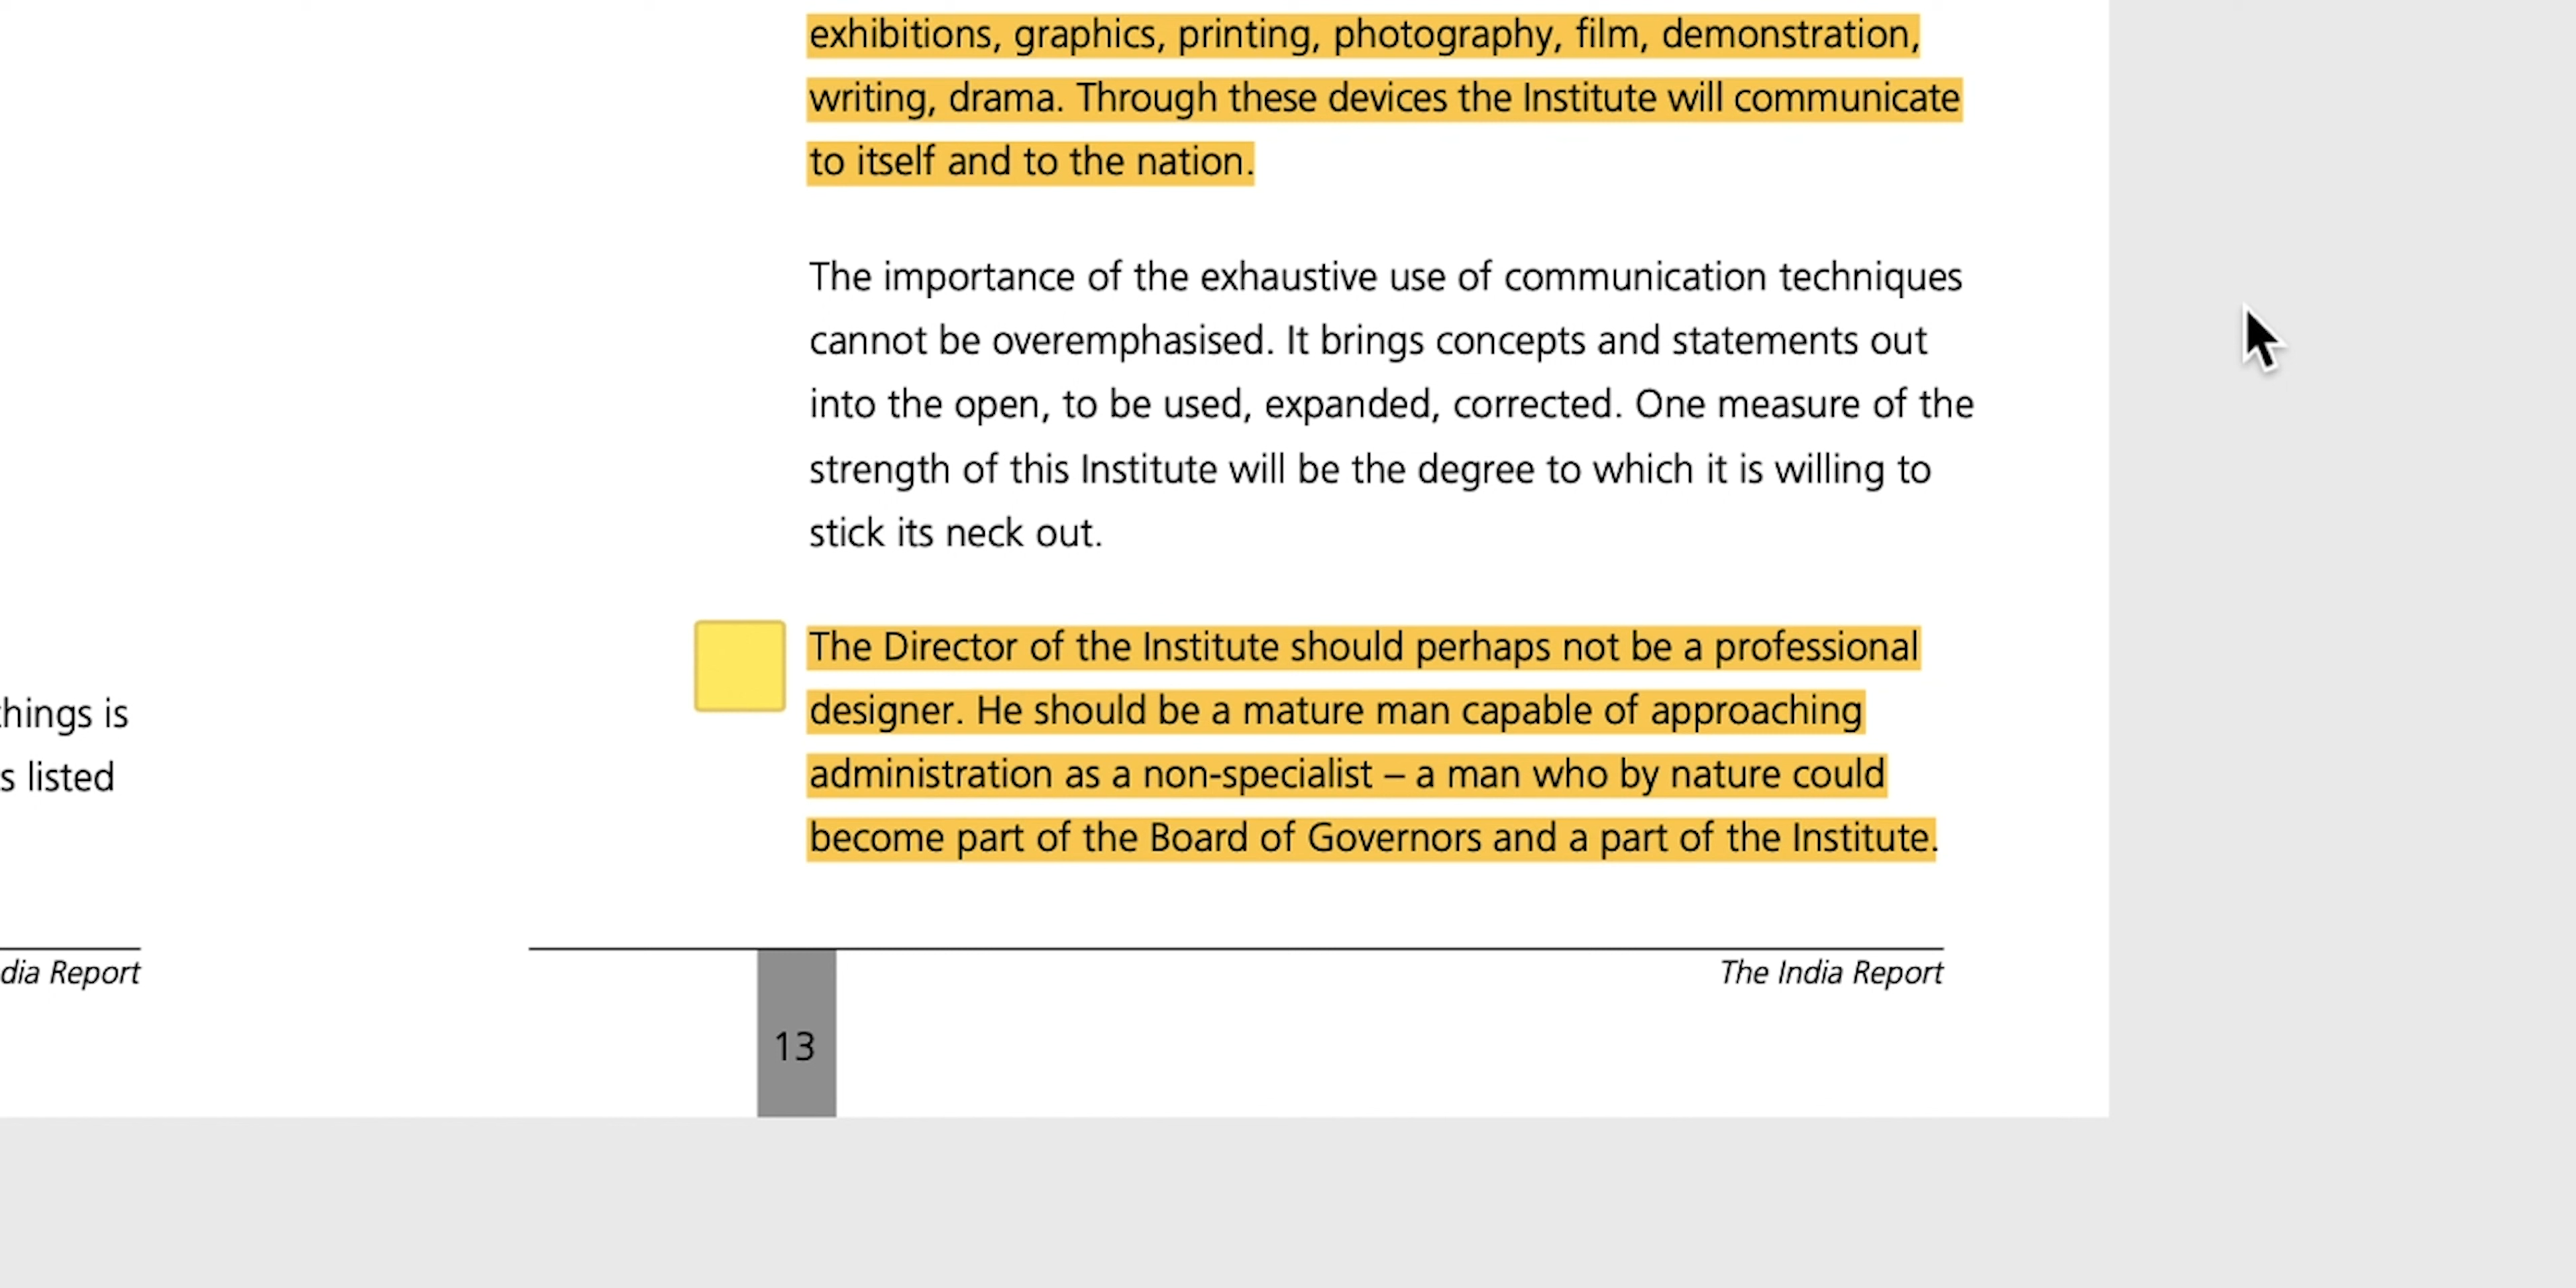 exhibitions, graphics, printing, photography, film, demonstration,
writing, drama. Through these devices the Institute will communicate
to itself and to the nation.
The importance of the exhaustive use of communication techniques
cannot be overemphasised. It brings concepts and statements out
into the open, to be used, expanded, corrected. One measure of the
strength of this Institute will be the degree to which it is willing to
stick its neck out.
The Director of the Institute should perhaps not be a professional
designer. He should be a mature man capable of approaching
administration as a non-specialist – a man who by nature could
become part of the Board of Governors and a part of the Institute.
is
listed
Report
The India Report
13